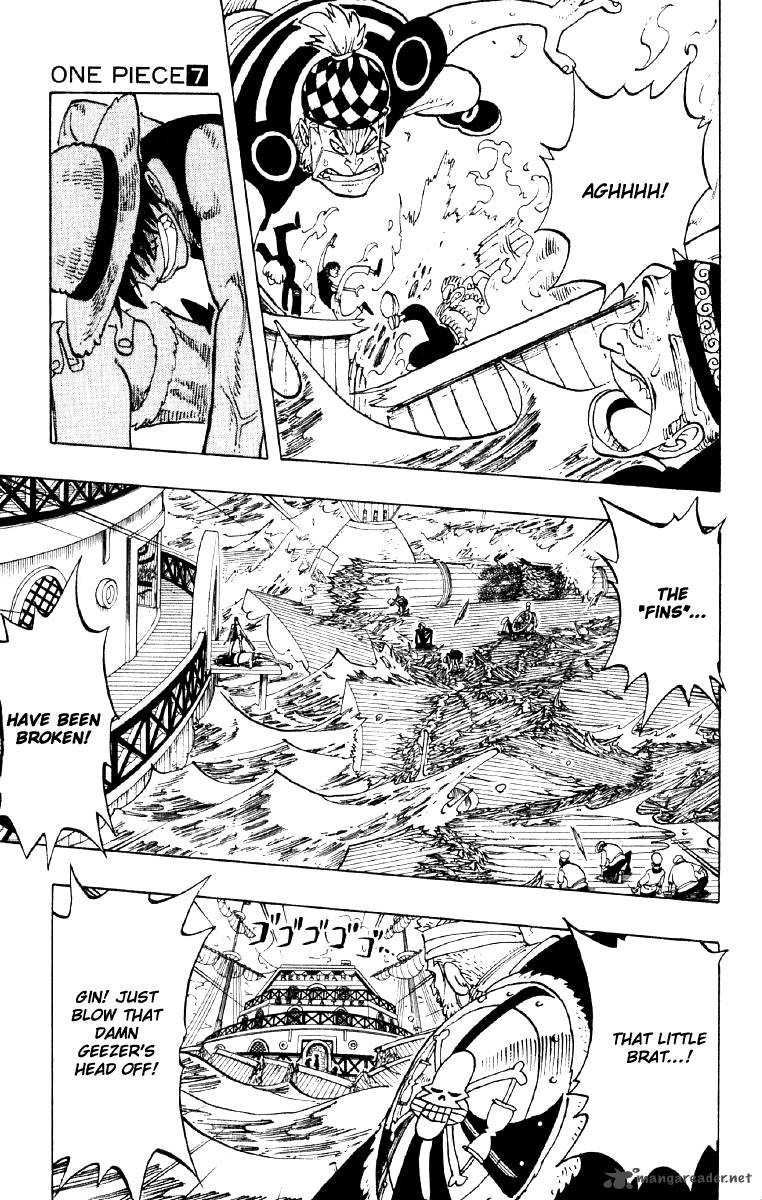 ONE PIECE 7
AGHHHH!
THE
"FINS"...
HAVE BEEN
BROKEN!
ゴゴゴゴゴ
RESTAURANT
THAT LITTLE
BRAT...!
GIN! JUST
BLOW THAT
DAMN
GEEZER'S
HEAD OFF!
mangareader.net